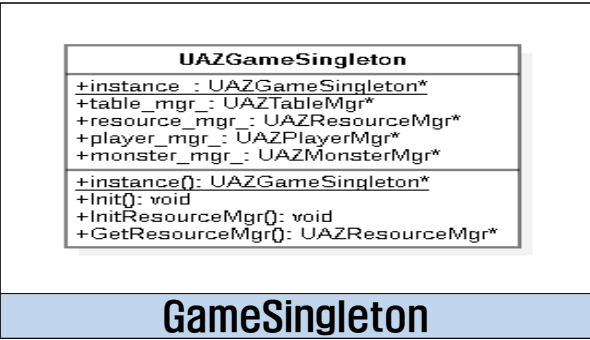 UAZGameSingleton
+instance_: UAZGameSingleton*
+table_mgr_: UAZTableMgr*
+resource_mgr_: UAZResourceMgr*
+player_mgr_: UAZPlayerMgr*
+monster_mgr_: UAZMonsterMgr*
+instance(): UAZGameSingleton*
+Init(): void
+InitResourceMgr(): void
+GetResourceMgr(): UAZResourceMgr*
GameSingleton